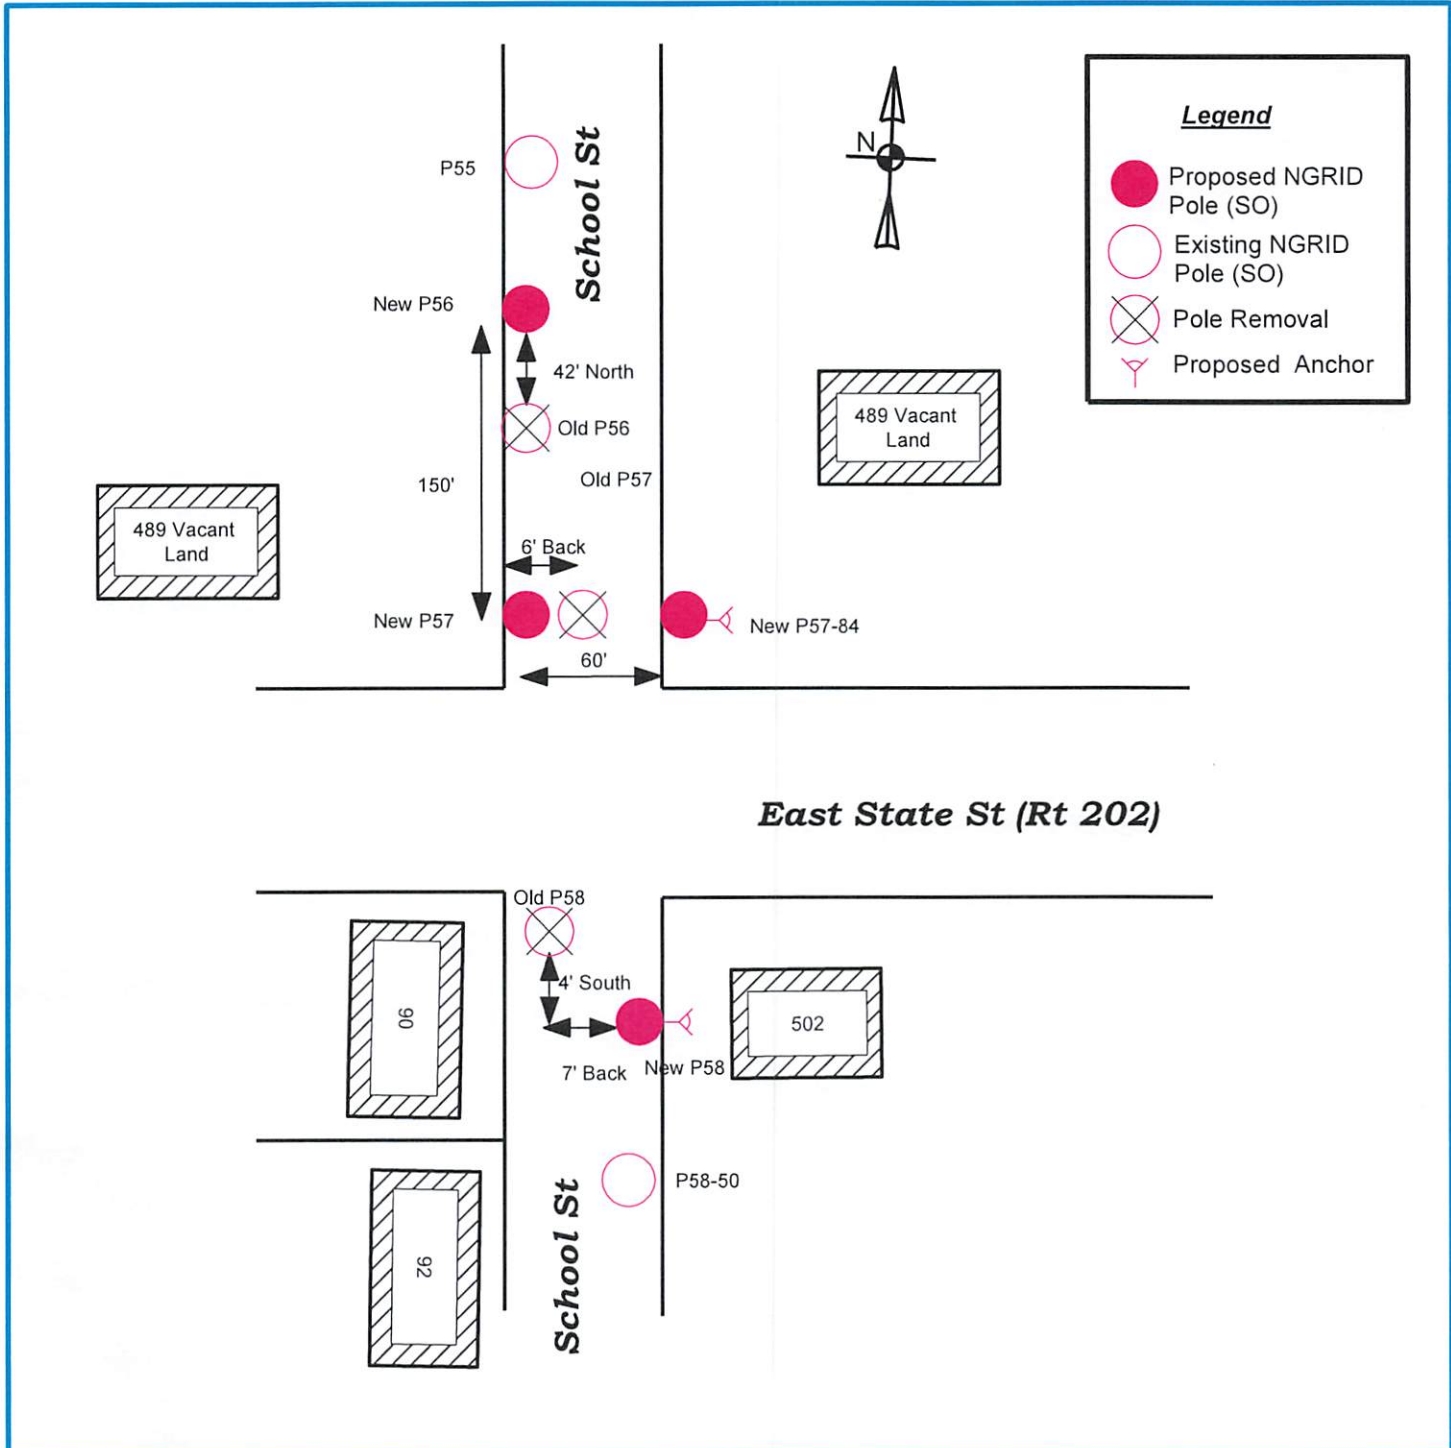 P55
School St
N
Legend
Proposed NGRID
Pole (SO)
Existing NGRID
Pole (SO)
Pole Removal
Proposed Anchor
New P56
42' North
Old P56
150'
Old P57
489 Vacant
Land
489 Vacant
Land
6' Back
New P57
New P57-84
60'
East State St (Rt 202)
Old P58
4' South
90
502
7' Back
New P58
P58-50
School St
92